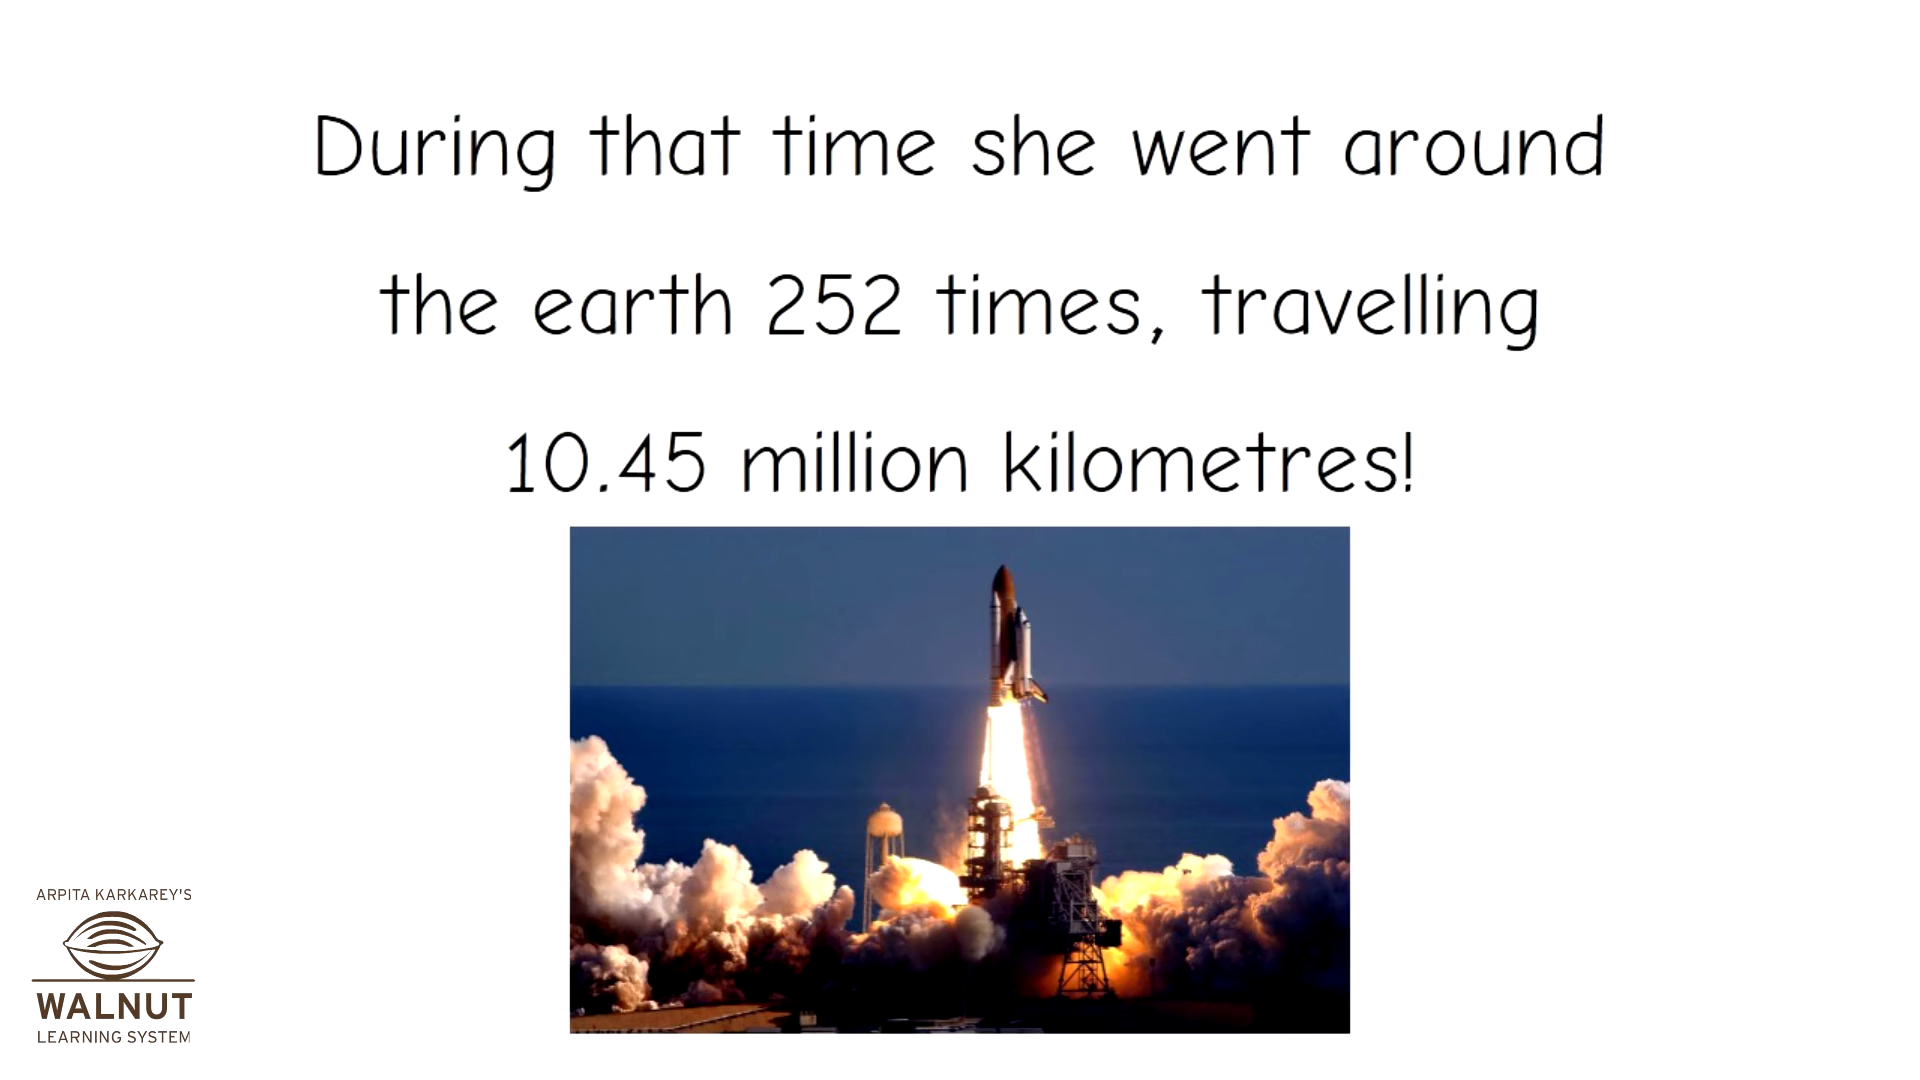 During that time she went around
the earth 252 times, travelling
10.45 million kilometres!
ARPITA KARKAREY'S
WALNUT
LEARNING SYSTEM